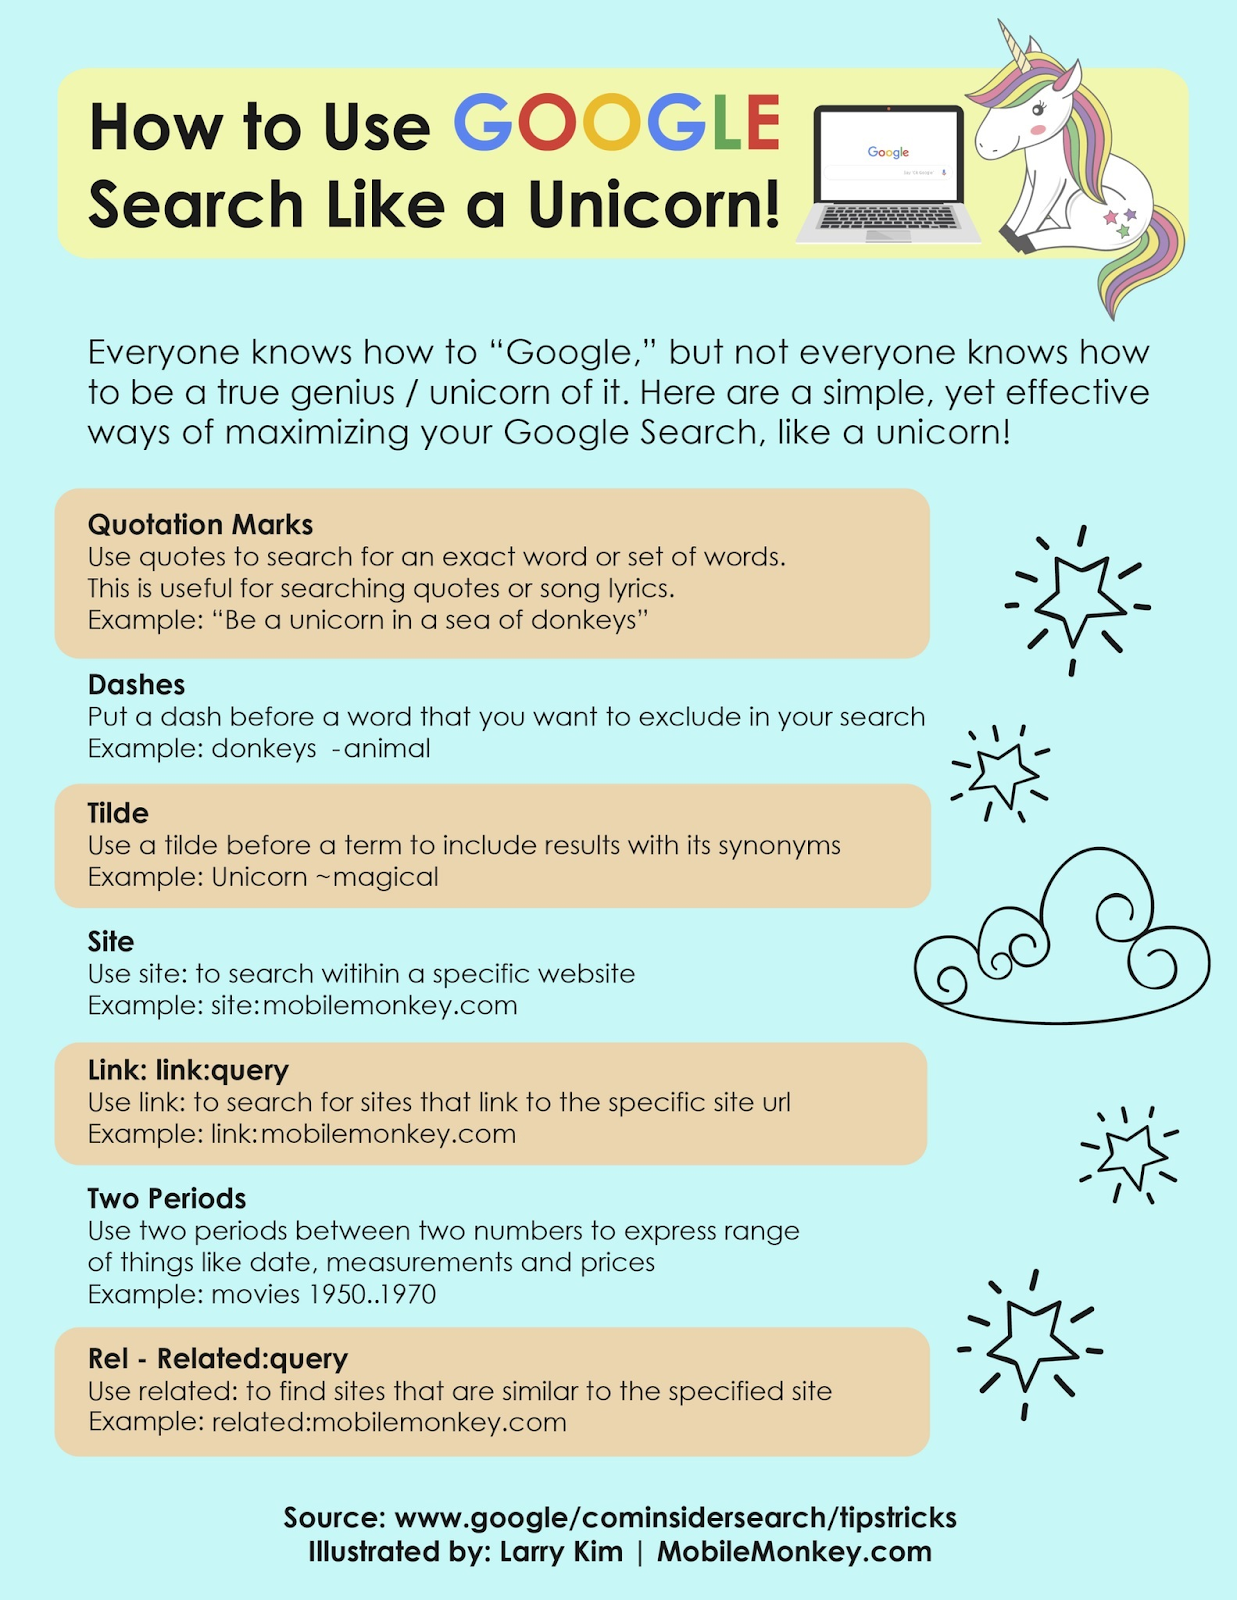 How to Use GOOGLE
Search Like a Unicorn!
Google
Everyone knows how to “Google,” but not everyone knows how
to be a true genius / unicorn of it. Here are a simple, yet effective
ways of maximizing your Google Search, like a unicorn!
Quotation Marks
Use quotes to search for an exact word or set of words.
This is useful for searching quotes or song lyrics.
Example: “Be a unicorn in a sea of donkeys”
Dashes
Put a dash before a word that you want to exclude in your search
Example: donkeys -animal
Tilde
Use a tilde before a term to include results with its synonyms
Example: Unicorn ~magical
Site
Use site: to search witihin a specific website
Example: site:mobilemonkey.com
Link: link:query
Use link: to search for sites that link to the specific site url
Example: link:mobilemonkey.com
Two Periods
Use two periods between two numbers to express range
of things like date, measurements and prices
Example: movies 1950..1970
Rel - Related:query
Use related: to find sites that are similar to the specified site
Example: related:mobilemonkey.com
Source: www.google/cominsidersearch/tipstricks
Illustrated by: Larry Kim | MobileMonkey.com